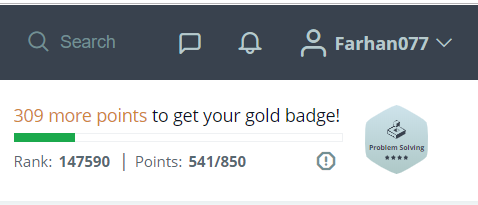 Search
Farhan077
309 more points to get your gold badge!
Problem Solving
Rank: 147590 | Points: 541/850